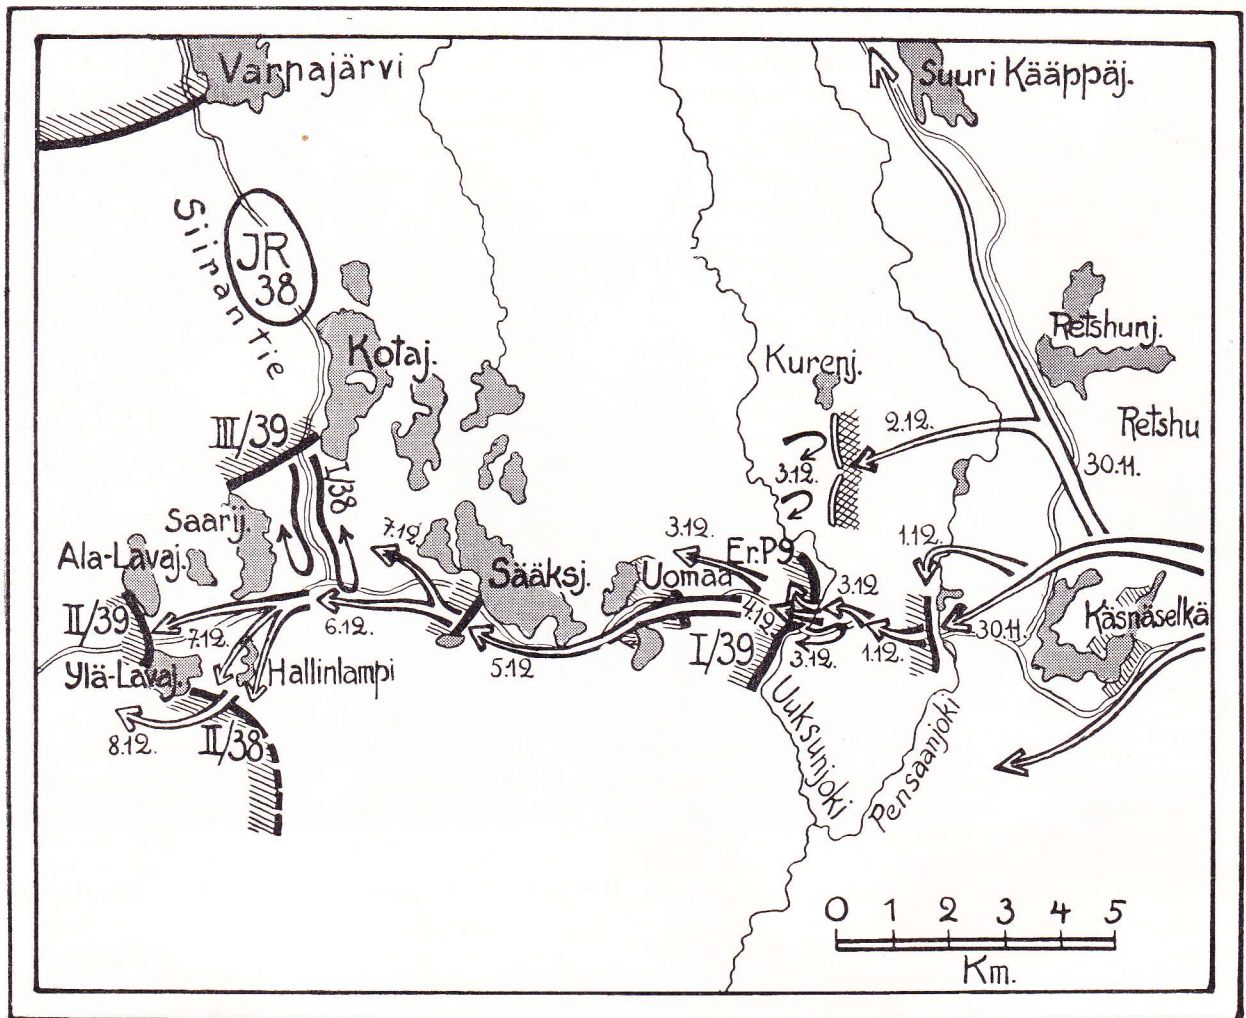 Varpajärvi
Suuri Kääppäj.
Siirantie
JR
38
Retshunj.
Kotaj.
Kurenj.
III/39
2.12.
Retshu
30.11.
I/38
3.12.
Saarij.
7.12.
3.12.
Er.P9
1.12.
Ala-Lavaj.
Sääksj.
Uomaa
3.12
II/39
4.12
Käsnäselkä
7.12.
6.12.
30.11.
I/39
3.12.
1.12.
5.12
Ylä-Lavaj.
Hallinlampi
8.12.
II/38
Uuksunjoki
Pensaanjoki
0 1 2 3 4 5
Km.